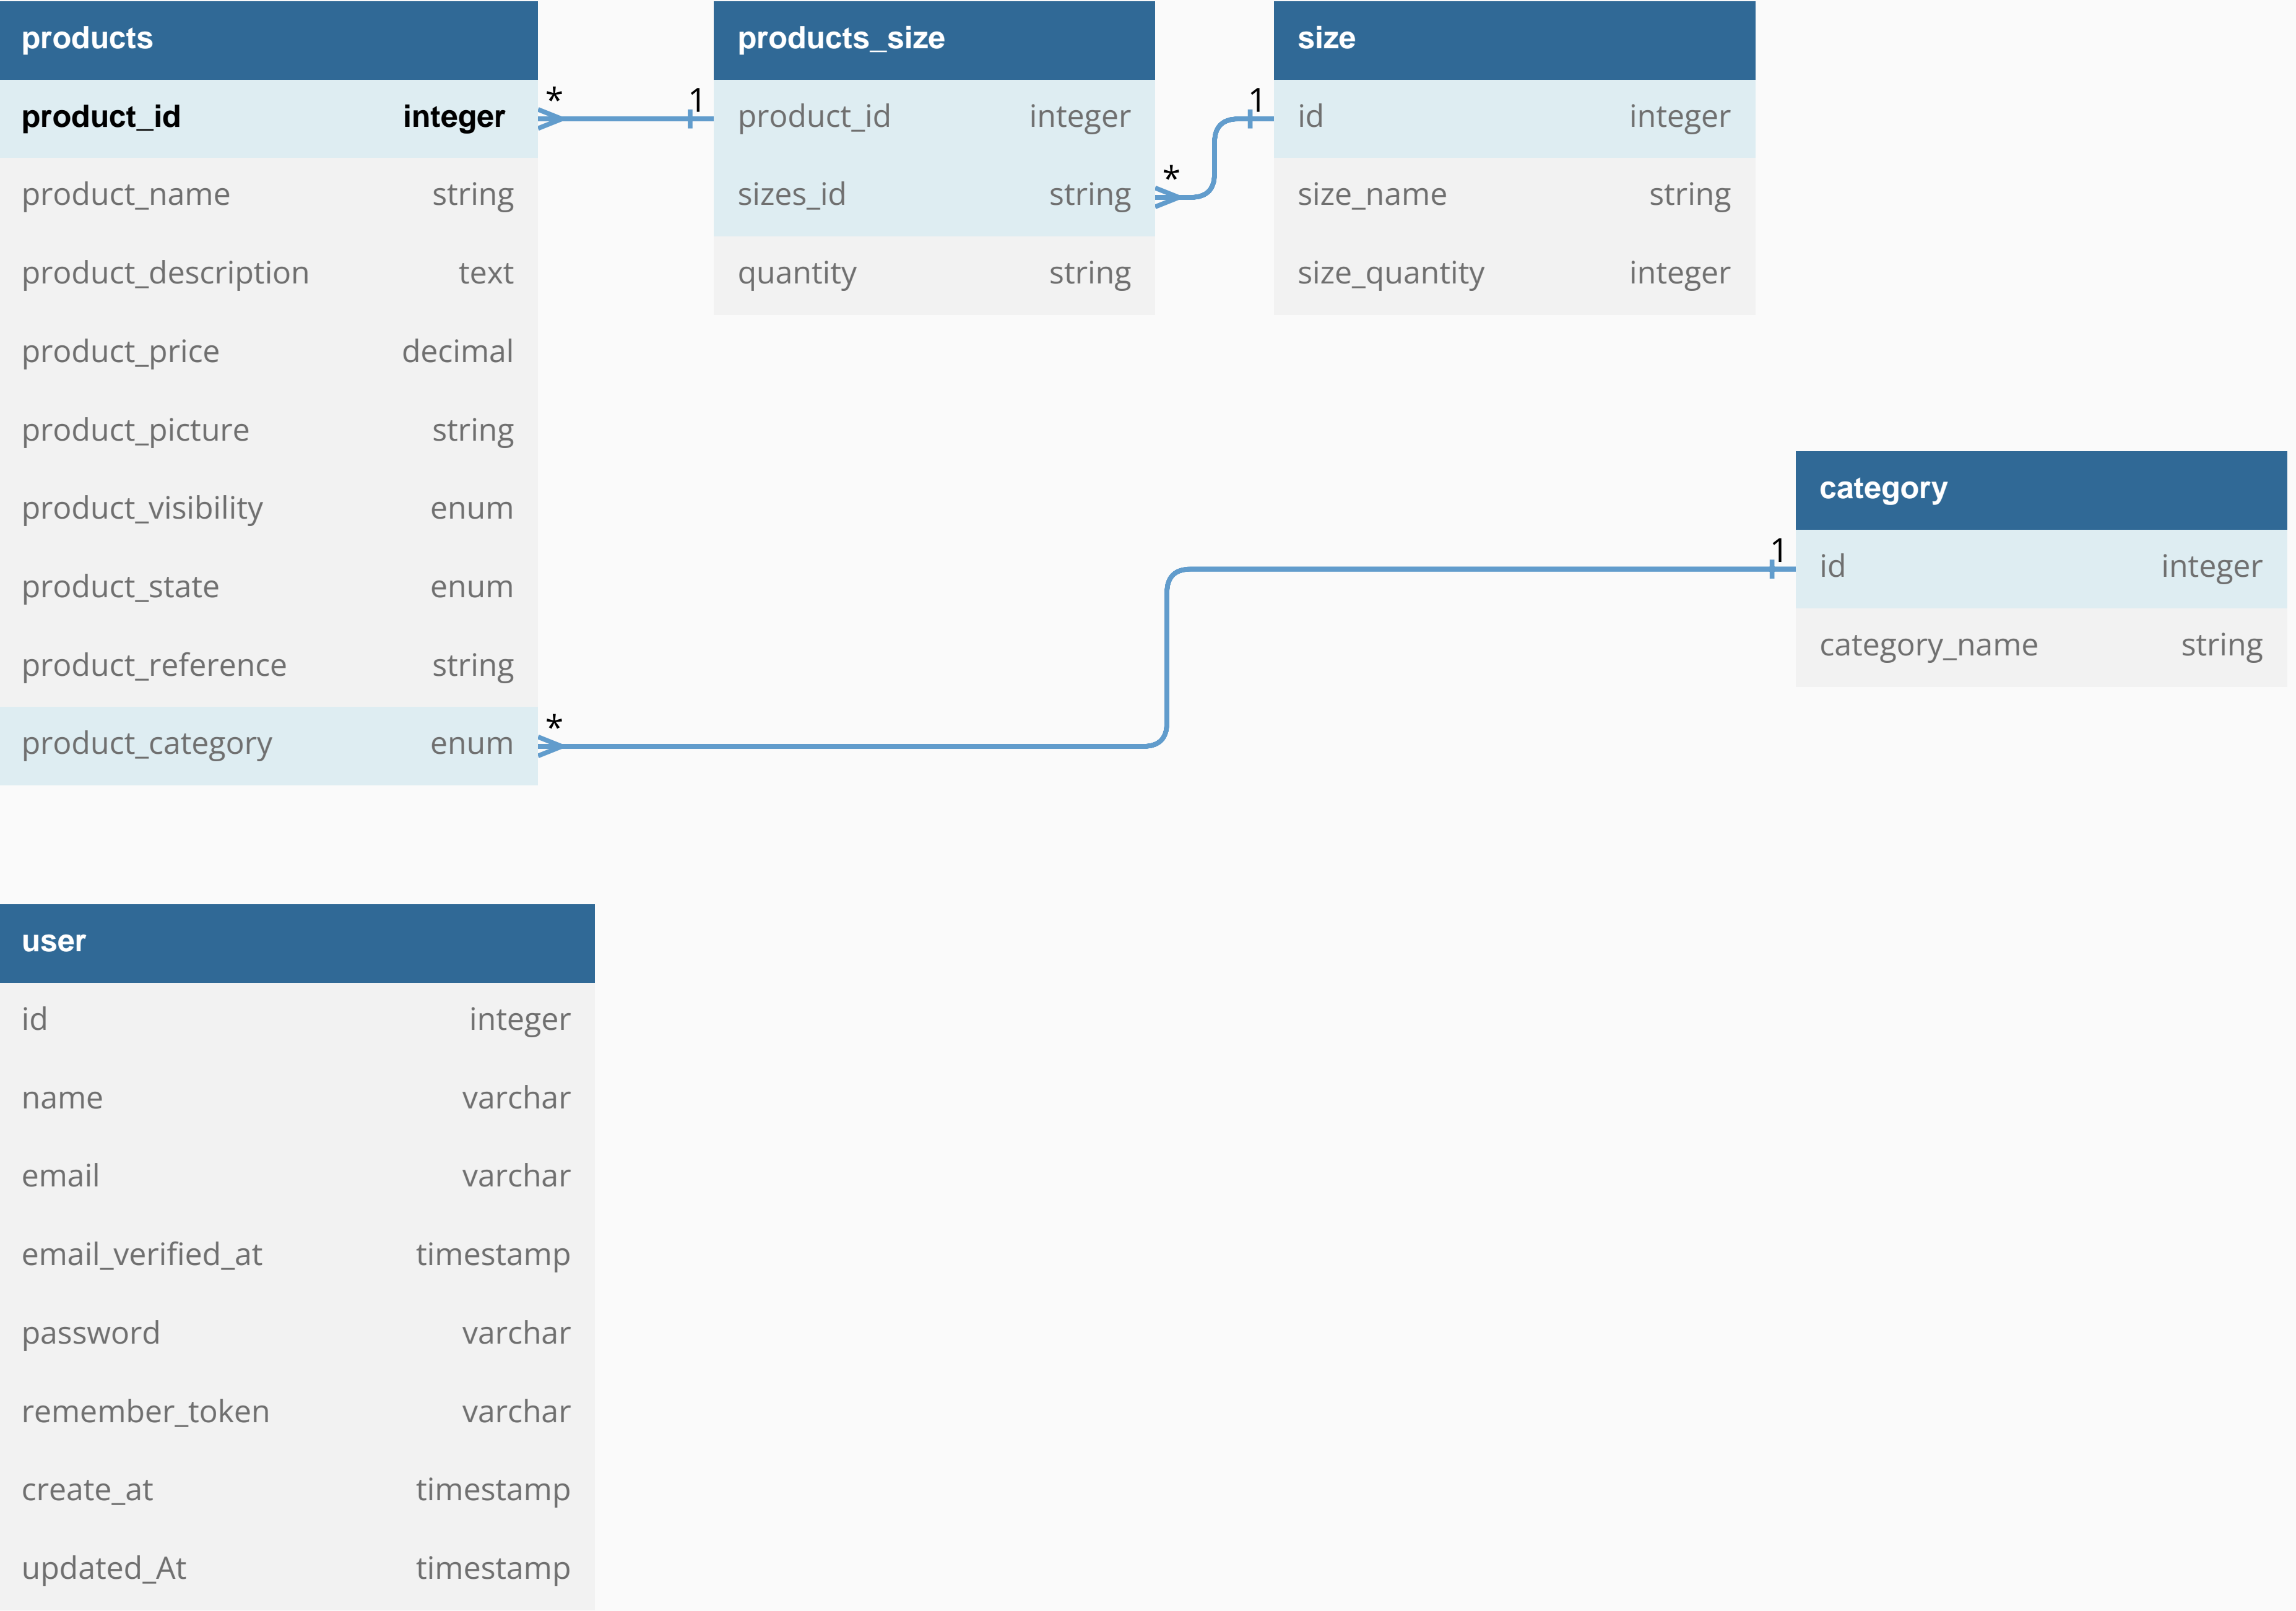 products
product_id integer
product_name string
product_description text
product_price decimal
product_picture string
product_visibility enum
product_state enum
product_reference string
product_category enum
* 1
*
products_size
product_id integer
sizes_id string
quantity string
* 1
size
id integer
size_name string
size_quantity integer
1
category
id integer
category_name string
user
id integer
name varchar
email varchar
email_verified_at timestamp
password varchar
remember_token varchar
create_at timestamp
updated_At timestamp